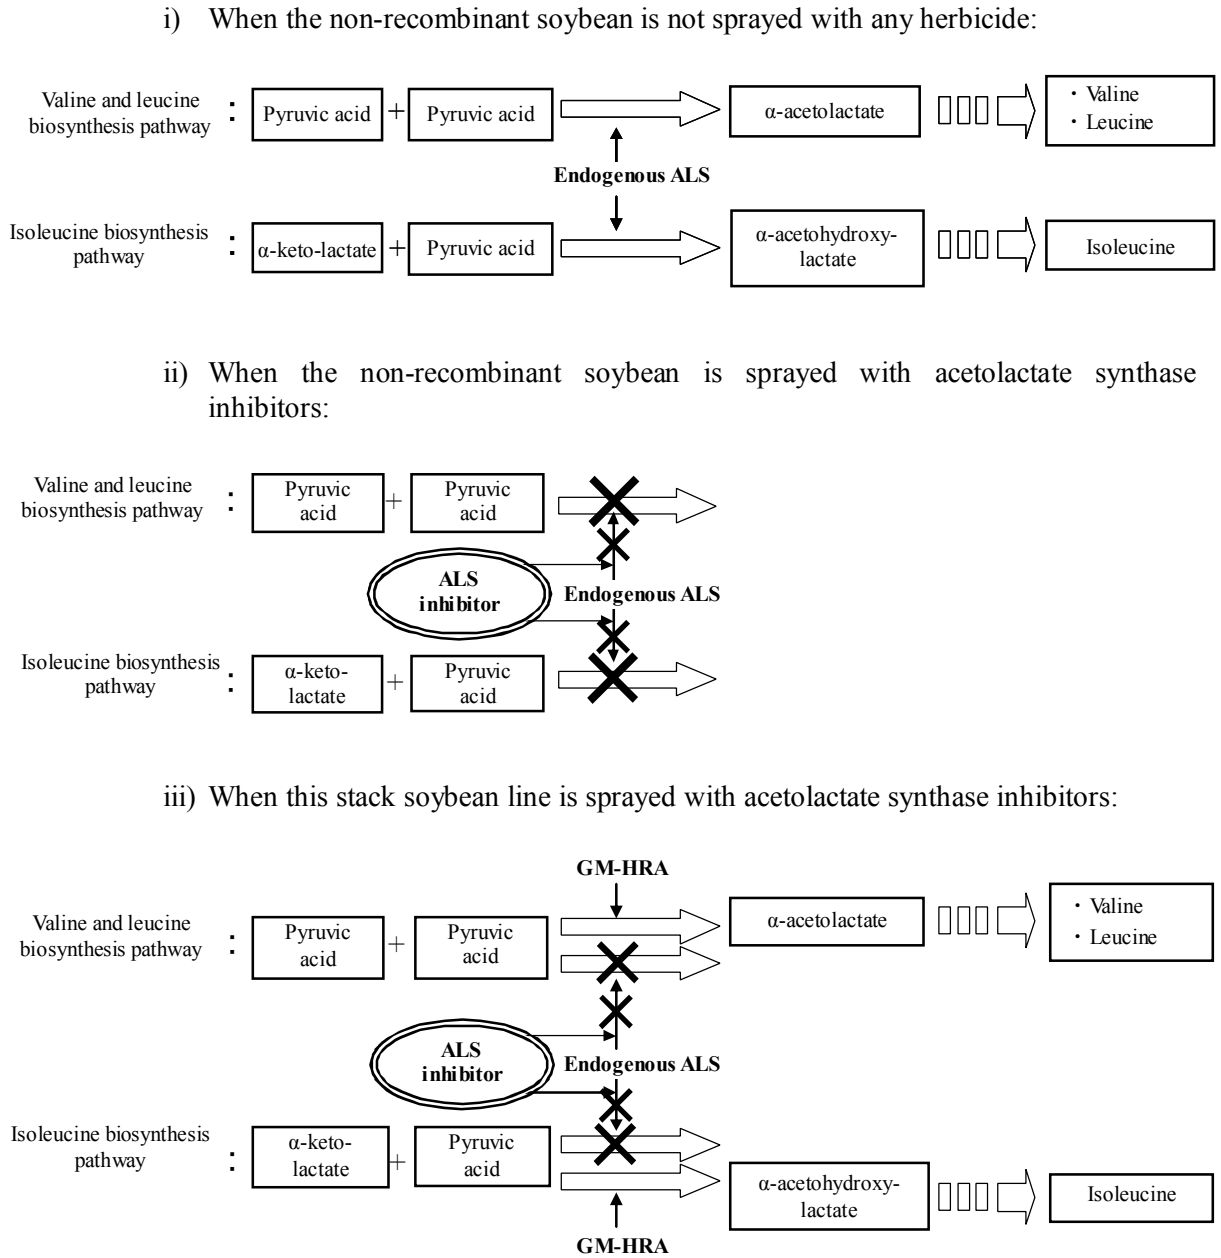 i) When the non-recombinant soybean is not sprayed with any herbicide:
Valine and leucine
biosynthesis pathway
:
Pyruvic acid
+
Pyruvic acid
α-acetolactate
・ Valine
・ Leucine
Endogenous ALS
Isoleucine biosynthesis
pathway
:
α-keto-lactate
+
Pyruvic acid
α-acetohydroxy-
lactate
Isoleucine
ii) When the non-recombinant soybean is sprayed with acetolactate synthase
inhibitors:
Valine and leucine
biosynthesis pathway
:
Pyruvic
acid
+
Pyruvic
acid
ALS
inhibitor
Endogenous ALS
Isoleucine biosynthesis
pathway
:
α-keto-
lactate
+
Pyruvic
acid
iii) When this stack soybean line is sprayed with acetolactate synthase inhibitors:
GM-HRA
Valine and leucine
biosynthesis pathway
:
Pyruvic
acid
+
Pyruvic
acid
α-acetolactate
・ Valine
・ Leucine
ALS
inhibitor
Endogenous ALS
Isoleucine biosynthesis
pathway
:
α-keto-
lactate
+
Pyruvic
acid
α-acetohydroxy-
lactate
Isoleucine
GM-HRA